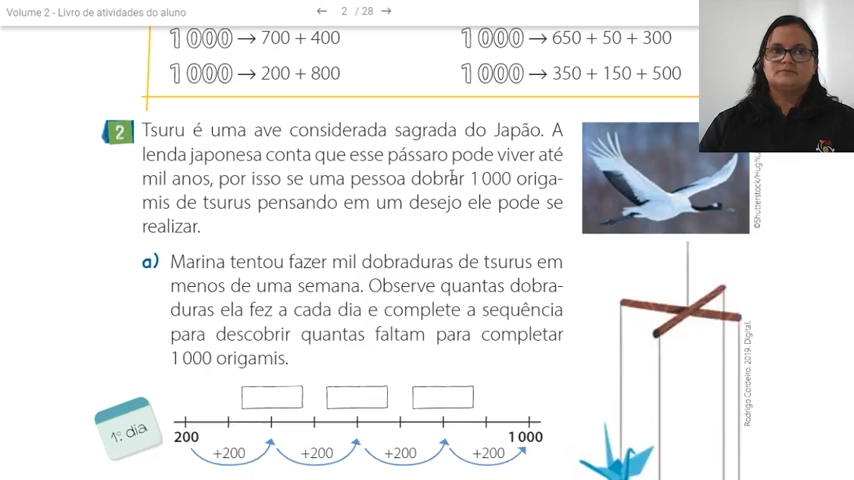 Volume 2 - Livro de atividades do aluno
← 2 / 28 →
1 000 → 700 + 400
1 000 → 650 + 50 + 300
1 000 → 200 + 800
1 000 → 350 + 150 + 500
2
Tsuru é uma ave considerada sagrada do Japão. A
lenda japonesa conta que esse pássaro pode viver até
mil anos, por isso se uma pessoa dobrar 1 000 origa-
mis de tsurus pensando em um desejo ele pode se
realizar.
©Shutterstock/Hugh
a) Marina tentou fazer mil dobraduras de tsurus em
menos de uma semana. Observe quantas dobra-
duras ela fez a cada dia e complete a sequência
para descobrir quantas faltam para completar
1 000 origamis.
Rodrigo Cordeiro. 2019. Digital.
1º. dia
200 1 000
+200 +200 +200 +200